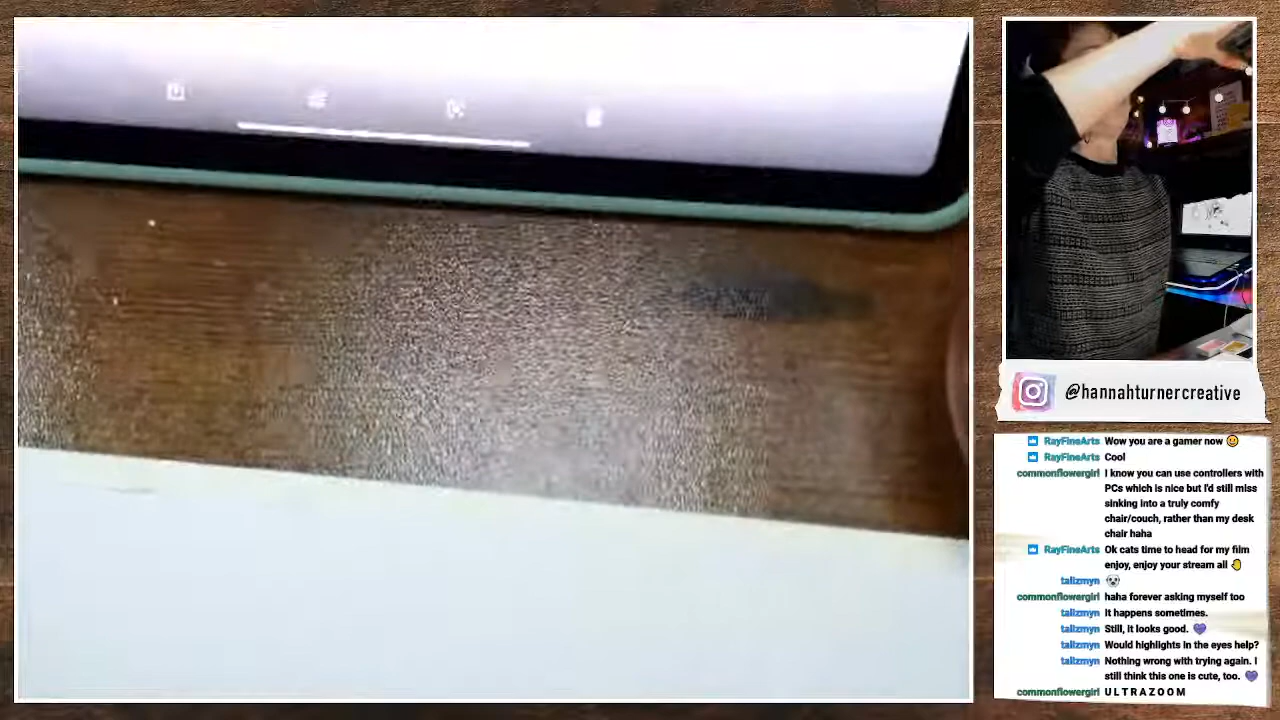 @hannahturnercreative
RayFineArts Wow you are a gamer now
RayFineArts Cool
commonflowergirl I know you can use controllers with
PCs which is nice but I'd still miss
sinking into a truly comfy
chair/couch, rather than my desk
chair haha
RayFineArts Ok cats time to head for my film
enjoy, enjoy your stream all
talizmyn
commonflowergirl haha forever asking myself too
talizmyn It happens sometimes.
talizmyn Still, it looks good.
talizmyn Would highlights in the eyes help?
talizmyn Nothing wrong with trying again. I
still think this one is cute, too.
commonflowergirl U L T R A Z O O M